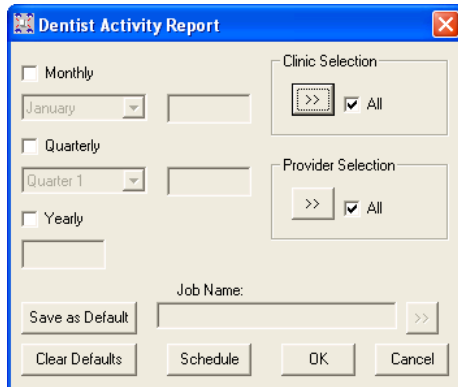 Dentist Activity Report
Monthly
January
Quarterly
Quarter 1
Yearly
Clinic Selection
>> All
Provider Selection
>> All
Job Name:
Save as Default >>
Clear Defaults Schedule OK Cancel